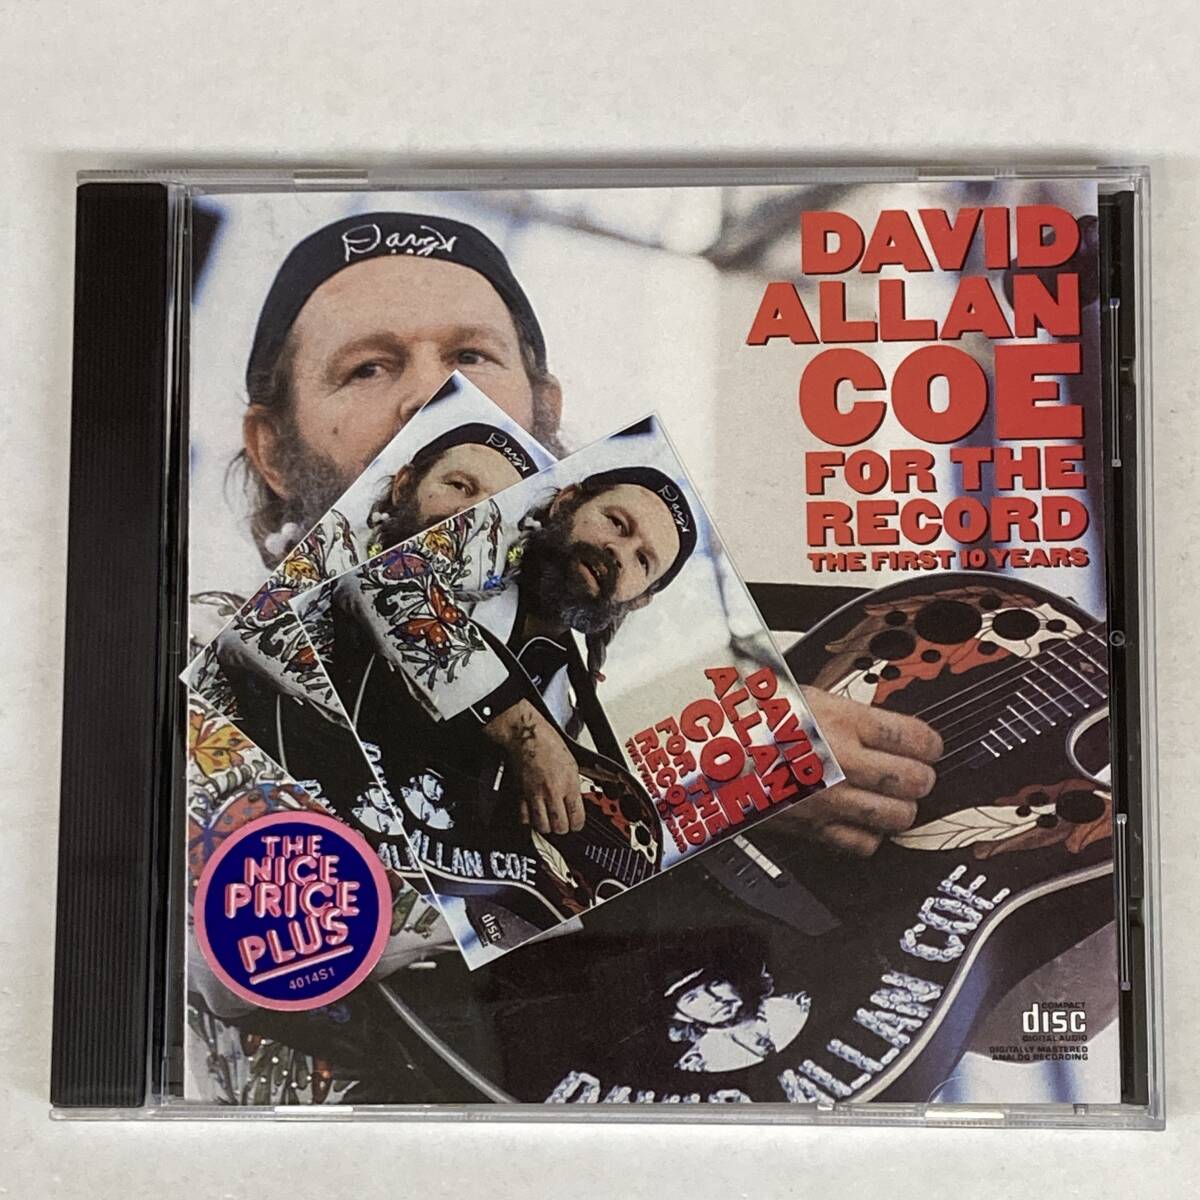 David
DAVID
ALLAN
COE
FOR THE
RECORD
THE FIRST 10 YEARS
DAVID
ALLAN
COE
FOR THE
RECORD
ALLAN COE
disc
THE
NICE
PRICE
PLUS
4014S1
ALLAN COE
COMPACT
disc
DIGITAL AUDIO
DIGITALLY MASTERED
ANALOG RECORDING